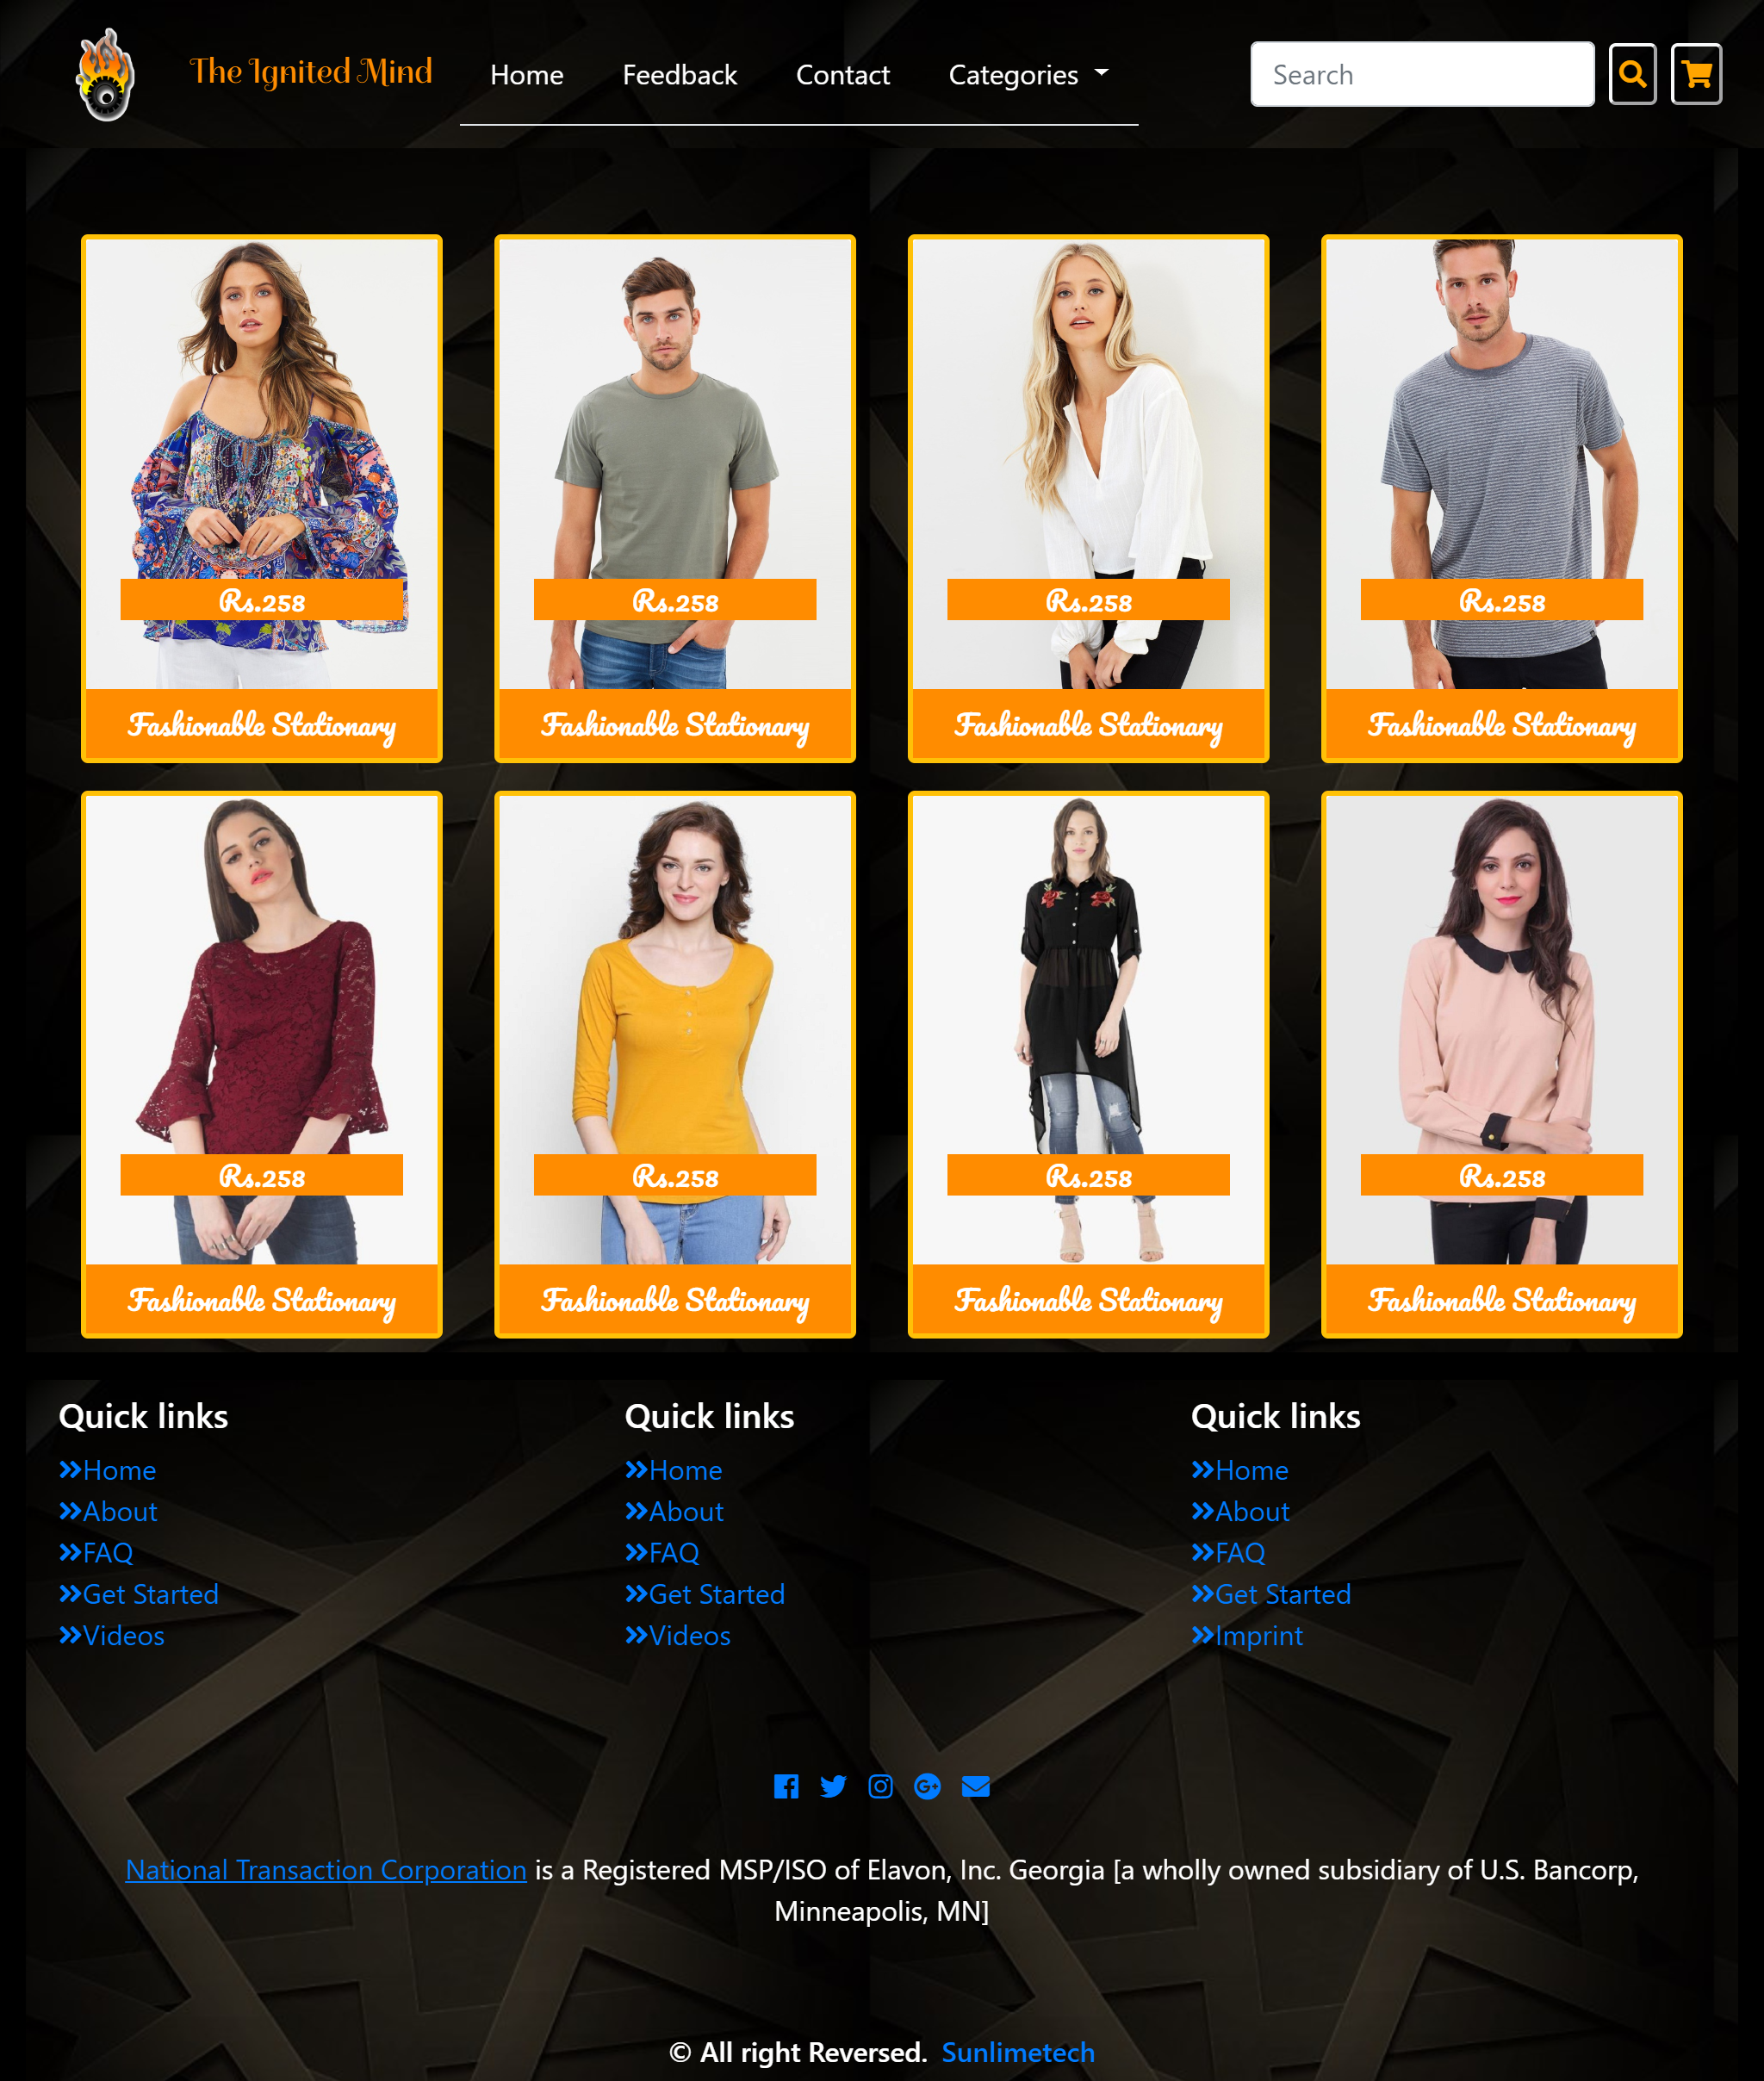 The Ignited Mind
Home
Feedback
Contact
Categories
Search
Rs.258
Rs.258
Rs.258
Rs.258
Fashionable Stationary
Fashionable Stationary
Fashionable Stationary
Fashionable Stationary
Rs.258
Rs.258
Rs.258
Rs.258
Fashionable Stationary
Fashionable Stationary
Fashionable Stationary
Fashionable Stationary
Quick links
Home
About
FAQ
Get Started
Videos
Quick links
Home
About
FAQ
Get Started
Videos
Quick links
Home
About
FAQ
Get Started
Imprint
National Transaction Corporation is a Registered MSP/ISO of Elavon, Inc. Georgia [a wholly owned subsidiary of U.S. Bancorp,
Minneapolis, MN]
© All right Reversed. Sunlimetech